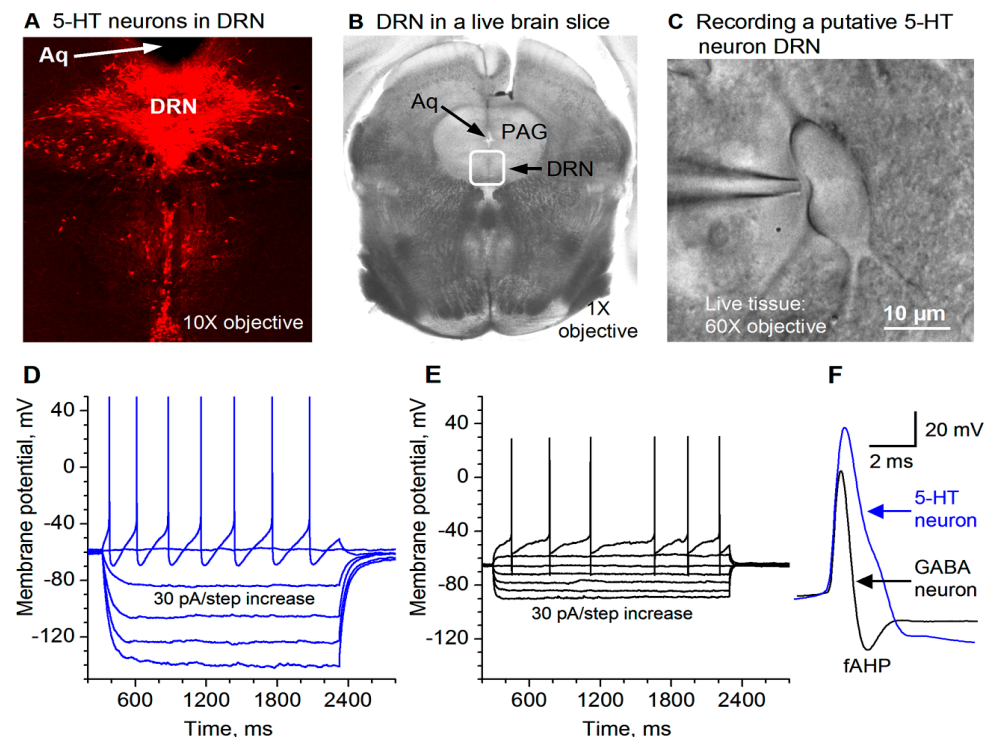 A 5-HT neurons in DRN
Aq
DRN
10X objective
B DRN in a live brain slice
Aq
PAG
DRN
1X
objective
C Recording a putative 5-HT
neuron DRN
Live tissue:
60X objective
10 µm
D
Membrane potential, mV
40
0
-40
-80
-120
30 pA/step increase
600 1200 1800 2400
Time, ms
E
Membrane potential, mV
40
0
-40
-80
-120
30 pA/step increase
600 1200 1800 2400
Time, ms
F
20 mV
2 ms
5-HT
neuron
GABA
neuron
fAHP